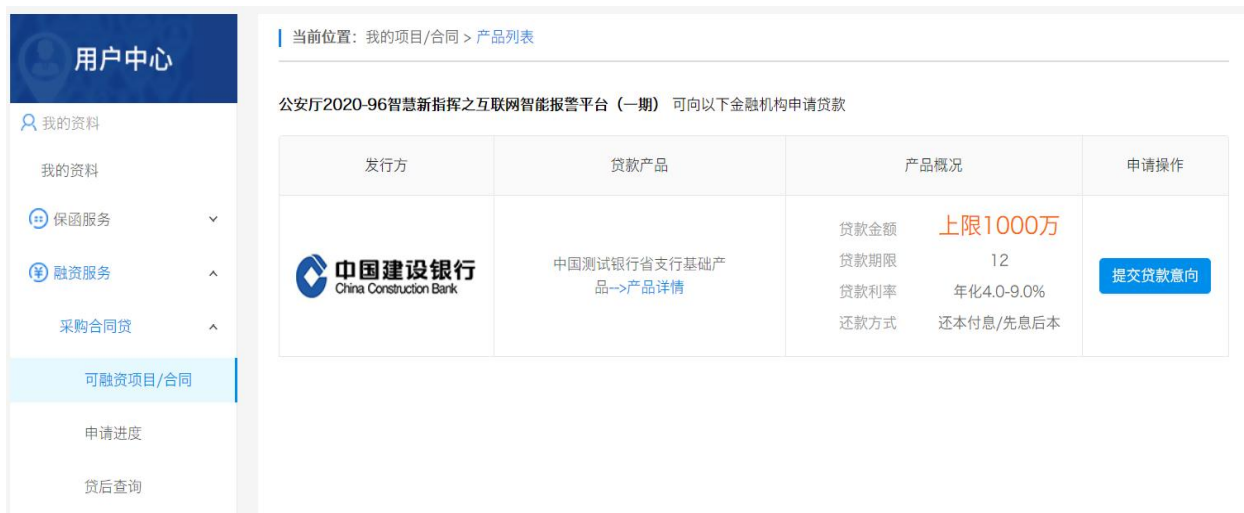 用户中心
我的资料
我的资料
保函服务
融资服务
采购合同贷
可融资项目/合同
申请进度
贷后查询
当前位置：我的项目/合同 > 产品列表
公安厅2020-96智慧新指挥之互联网智能报警平台（一期） 可向以下金融机构申请贷款
发行方 贷款产品 产品概况 申请操作
中国建设银行
China Construction Bank
中国测试银行省支行基础产
品-->产品详情
贷款金额 上限1000万
贷款期限 12
贷款利率 年化4.0-9.0%
还款方式 还本付息/先息后本
提交贷款意向